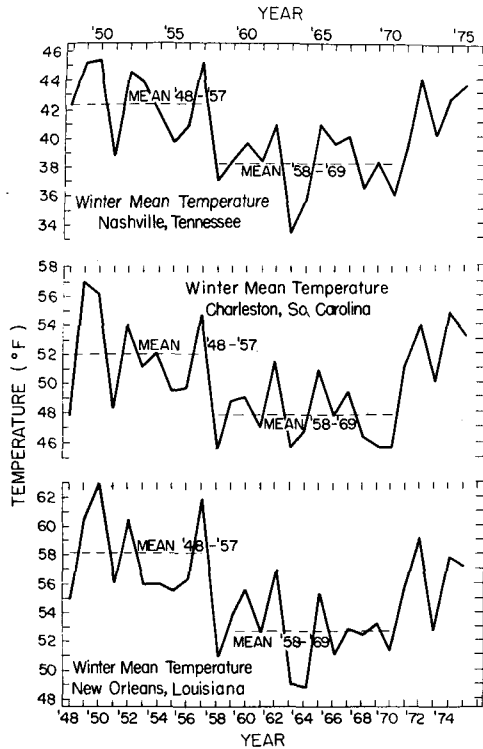 YEAR
'50 '55 '60 '65 '70 '75
46
44
42
40
38
36
34
MEAN '48-'57
MEAN '58-'69
Winter Mean Temperature
Nashville, Tennessee
TEMPERATURE (°F)
58
56
54
52
50
48
46
Winter Mean Temperature
Charleston, So. Carolina
MEAN '48-'57
MEAN '58-'69
62
60
58
56
54
52
50
48
MEAN '48-'57
MEAN '58-'69
Winter Mean Temperature
New Orleans, Louisiana
'48 '50 '52 '54 '56 '58 '60 '62 '64 '66 '68 '70 '72 '74
YEAR